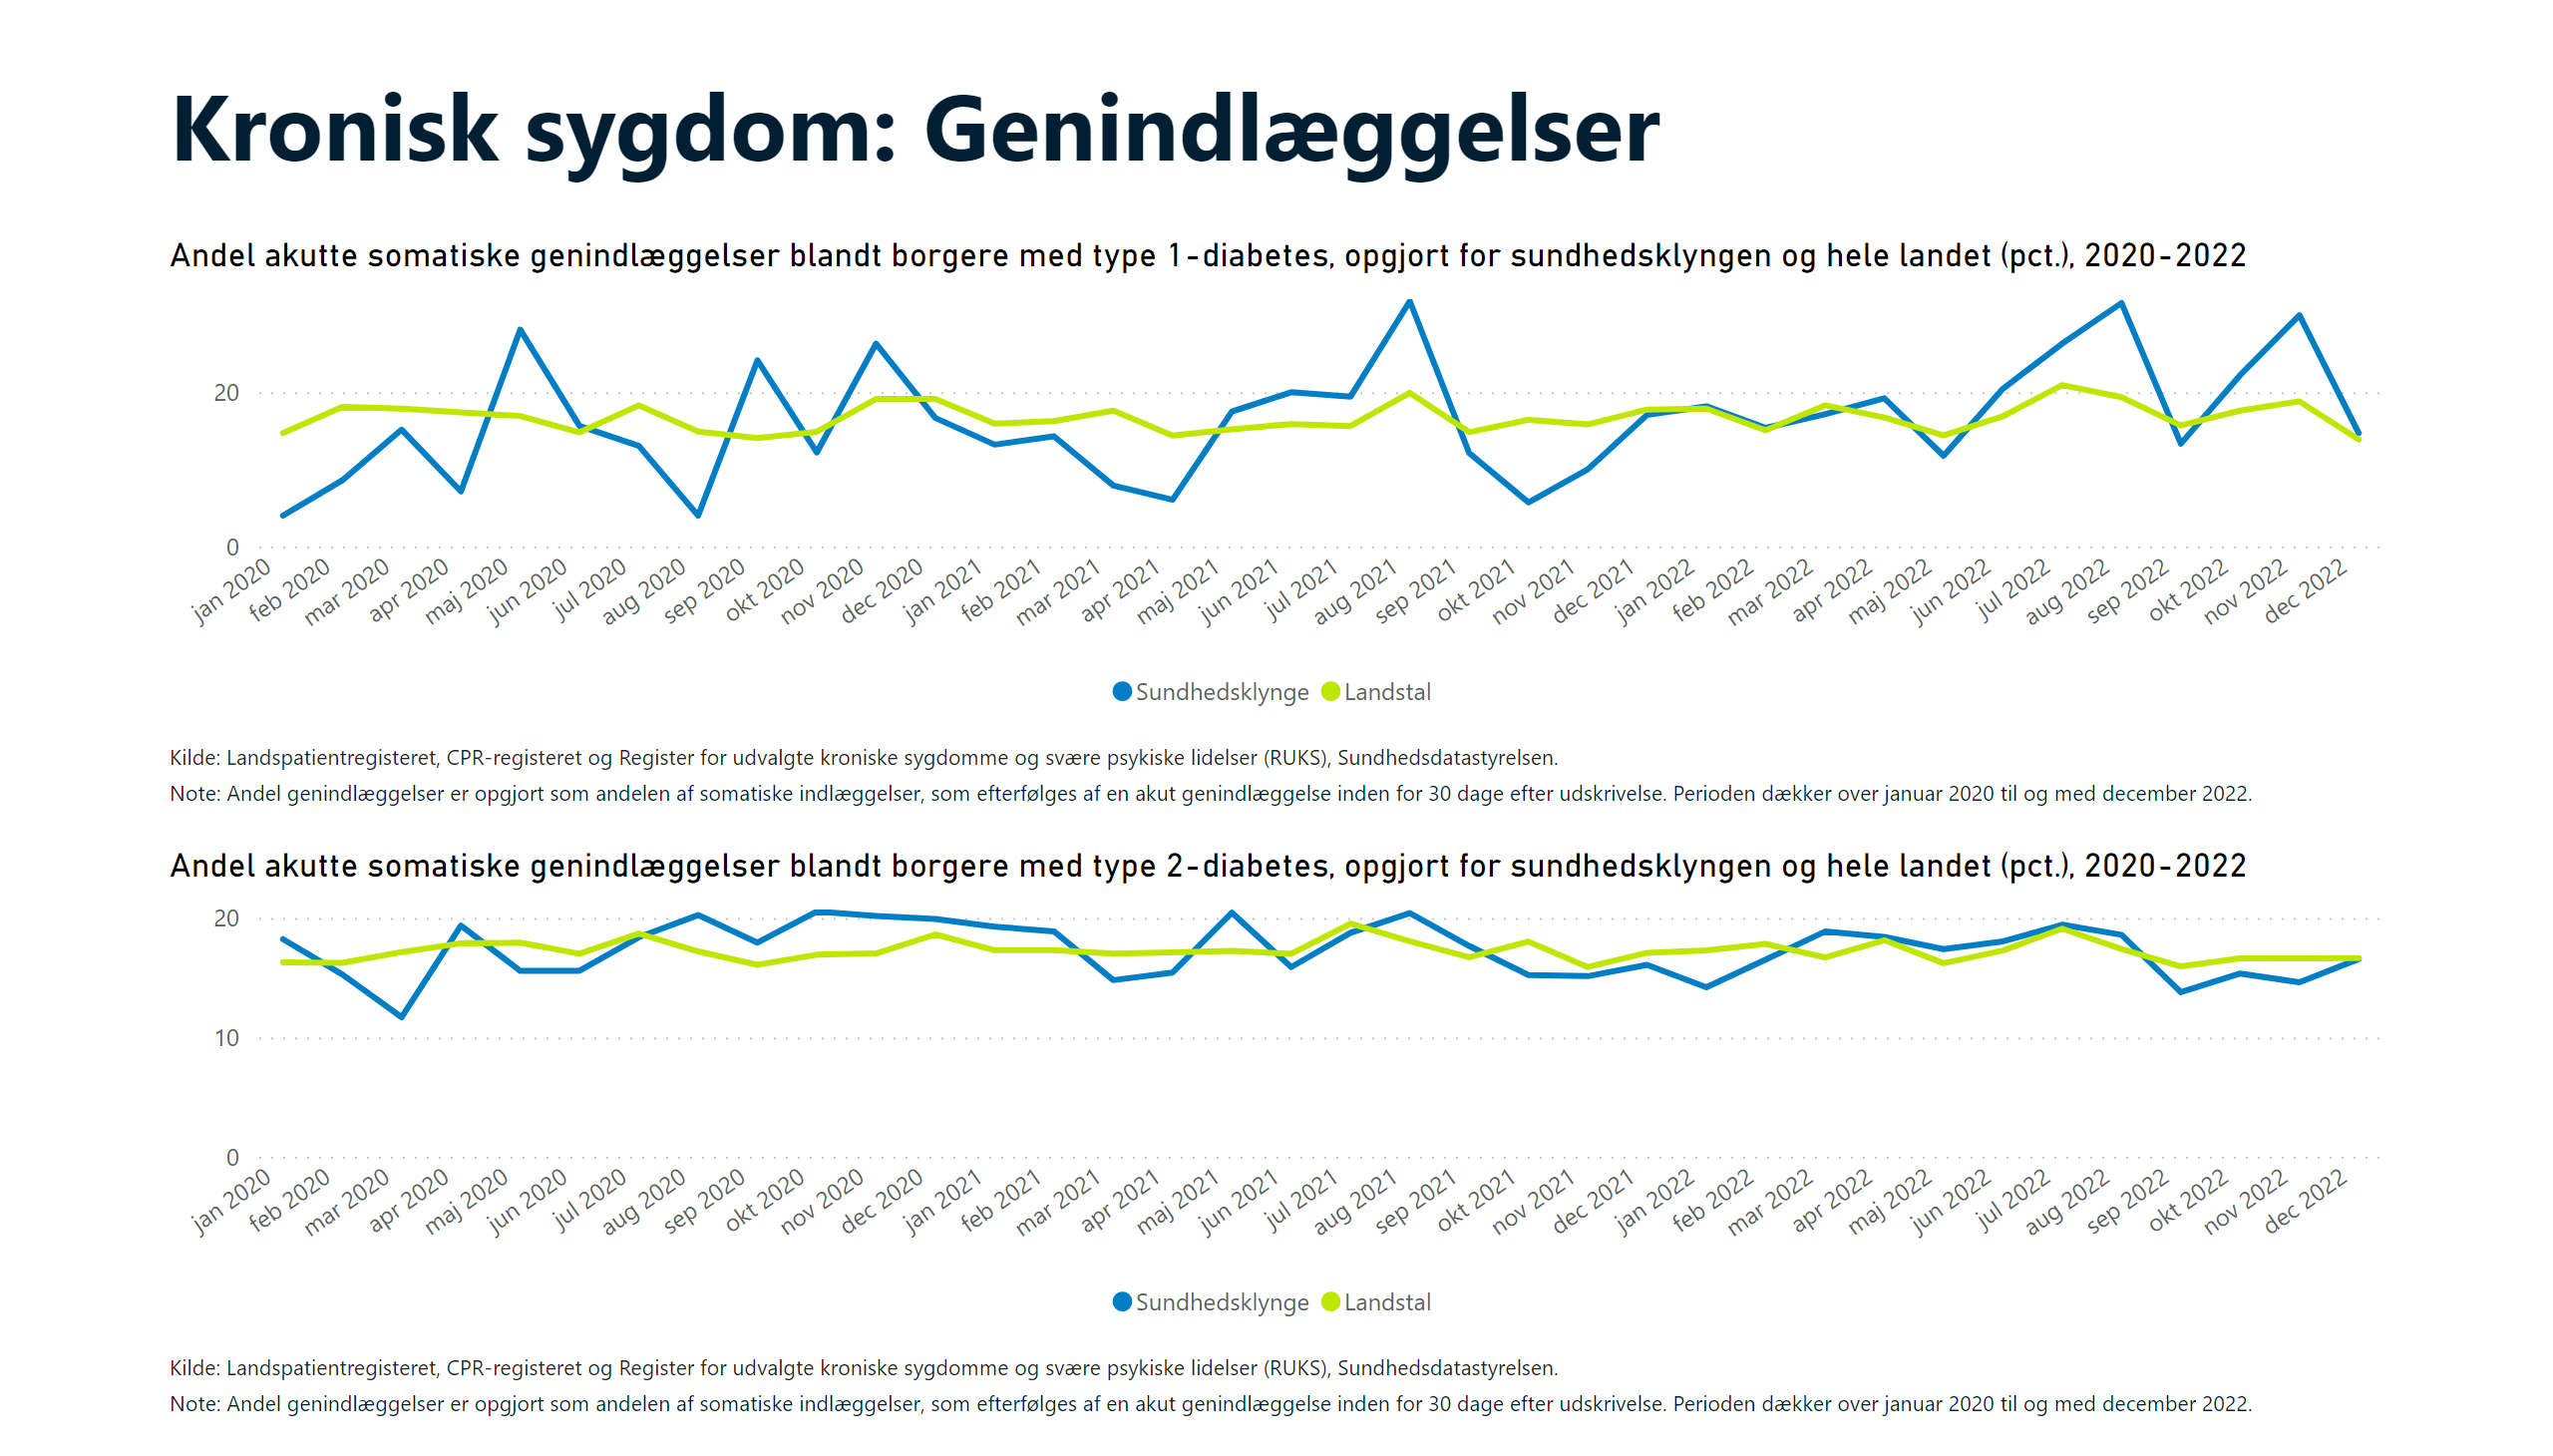 Kronisk sygdom: Genindlæggelser
Andel akutte somatiske genindlæggelser blandt borgere med type 1-diabetes, opgjort for sundhedsklyngen og hele landet (pct.), 2020-2022
20
0
jan 2020 feb 2020 mar 2020 apr 2020 maj 2020 jun 2020 jul 2020 aug 2020 sep 2020 okt 2020 nov 2020 dec 2020 jan 2021 feb 2021 mar 2021 apr 2021 maj 2021 jun 2021 jul 2021 aug 2021 sep 2021 okt 2021 nov 2021 dec 2021 jan 2022 feb 2022 mar 2022 apr 2022 maj 2022 jun 2022 jul 2022 aug 2022 sep 2022 okt 2022 nov 2022 dec 2022
Sundhedsklynge Landstal
Kilde: Landspatientregisteret, CPR-registeret og Register for udvalgte kroniske sygdomme og svære psykiske lidelser (RUKS), Sundhedsdatastyrelsen.
Note: Andel genindlæggelser er opgjort som andelen af somatiske indlæggelser, som efterfølges af en akut genindlæggelse inden for 30 dage efter udskrivelse. Perioden dækker over januar 2020 til og med december 2022.
Andel akutte somatiske genindlæggelser blandt borgere med type 2-diabetes, opgjort for sundhedsklyngen og hele landet (pct.), 2020-2022
20
10
0
jan 2020 feb 2020 mar 2020 apr 2020 maj 2020 jun 2020 jul 2020 aug 2020 sep 2020 okt 2020 nov 2020 dec 2020 jan 2021 feb 2021 mar 2021 apr 2021 maj 2021 jun 2021 jul 2021 aug 2021 sep 2021 okt 2021 nov 2021 dec 2021 jan 2022 feb 2022 mar 2022 apr 2022 maj 2022 jun 2022 jul 2022 aug 2022 sep 2022 okt 2022 nov 2022 dec 2022
Sundhedsklynge Landstal
Kilde: Landspatientregisteret, CPR-registeret og Register for udvalgte kroniske sygdomme og svære psykiske lidelser (RUKS), Sundhedsdatastyrelsen.
Note: Andel genindlæggelser er opgjort som andelen af somatiske indlæggelser, som efterfølges af en akut genindlæggelse inden for 30 dage efter udskrivelse. Perioden dækker over januar 2020 til og med december 2022.